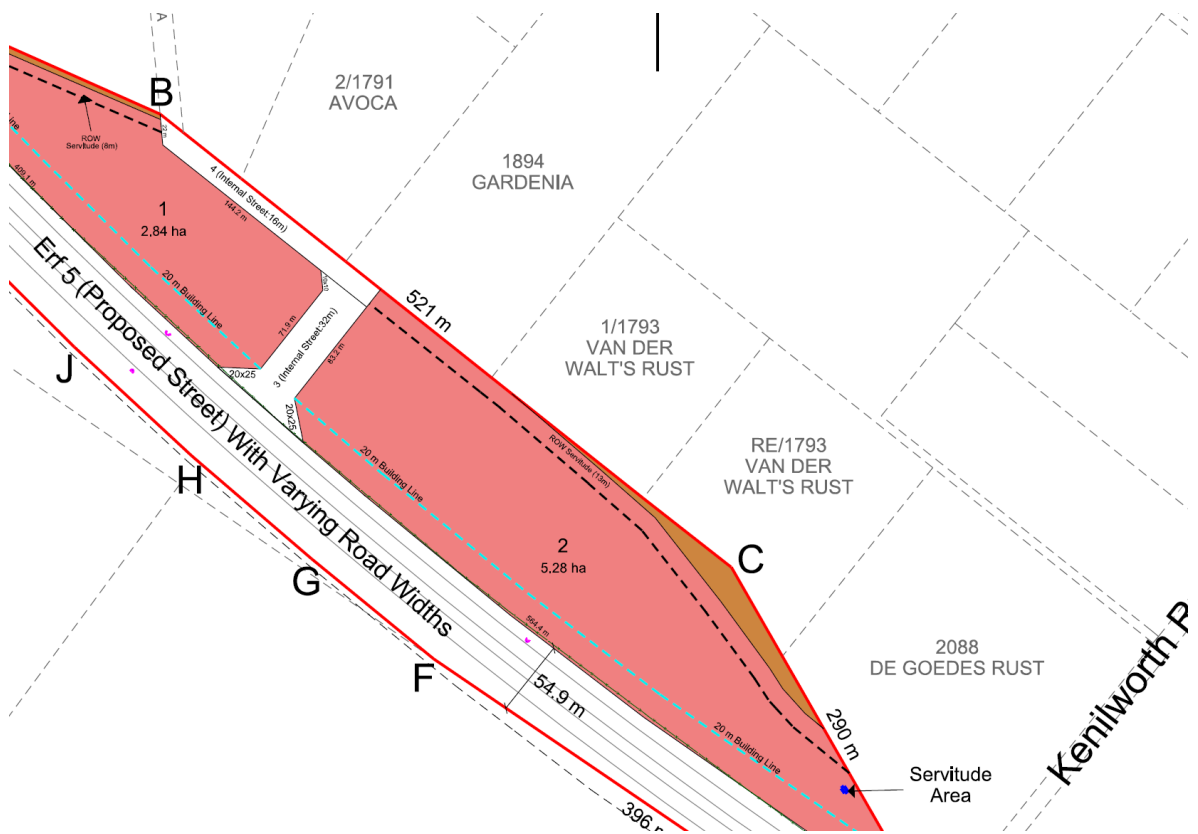 A
2/1791
AVOCA
B
ROW
Servitude (8m)
22 m
1894
GARDENIA
4 (Internal Street:16m)
144.2 m
409.1 m
1
2,84 ha
20 m Building Line
Erf 5 (Proposed Street) With Varying Road Widths
71.9 m
3 (Internal Street:32m)
83.2 m
20x25
20x25
521 m
1/1793
VAN DER
WALT'S RUST
J
H
G
F
ROW Servitude (13m)
RE/1793
VAN DER
WALT'S RUST
20 m Building Line
2
5,28 ha
C
564.4 m
54.9 m
2088
DE GOEDES RUST
Kenilworth R
290 m
20 m Building Line
Servitude
Area
396 m